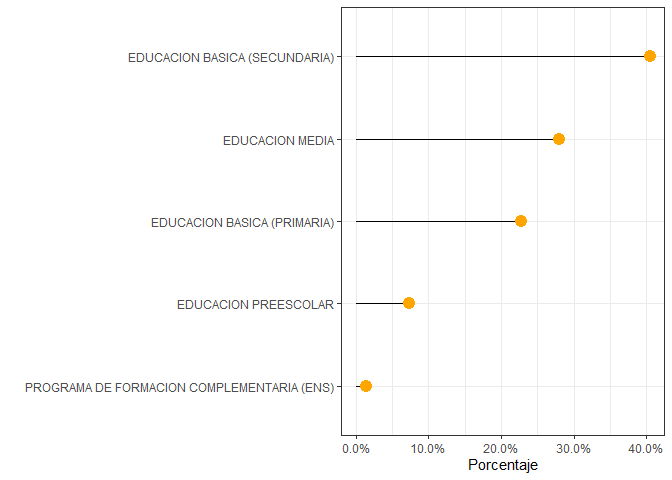 EDUCACION BASICA (SECUNDARIA)
EDUCACION MEDIA
EDUCACION BASICA (PRIMARIA)
EDUCACION PREESCOLAR
PROGRAMA DE FORMACION COMPLEMENTARIA (ENS)
0.0% 10.0% 20.0% 30.0% 40.0%
Porcentaje